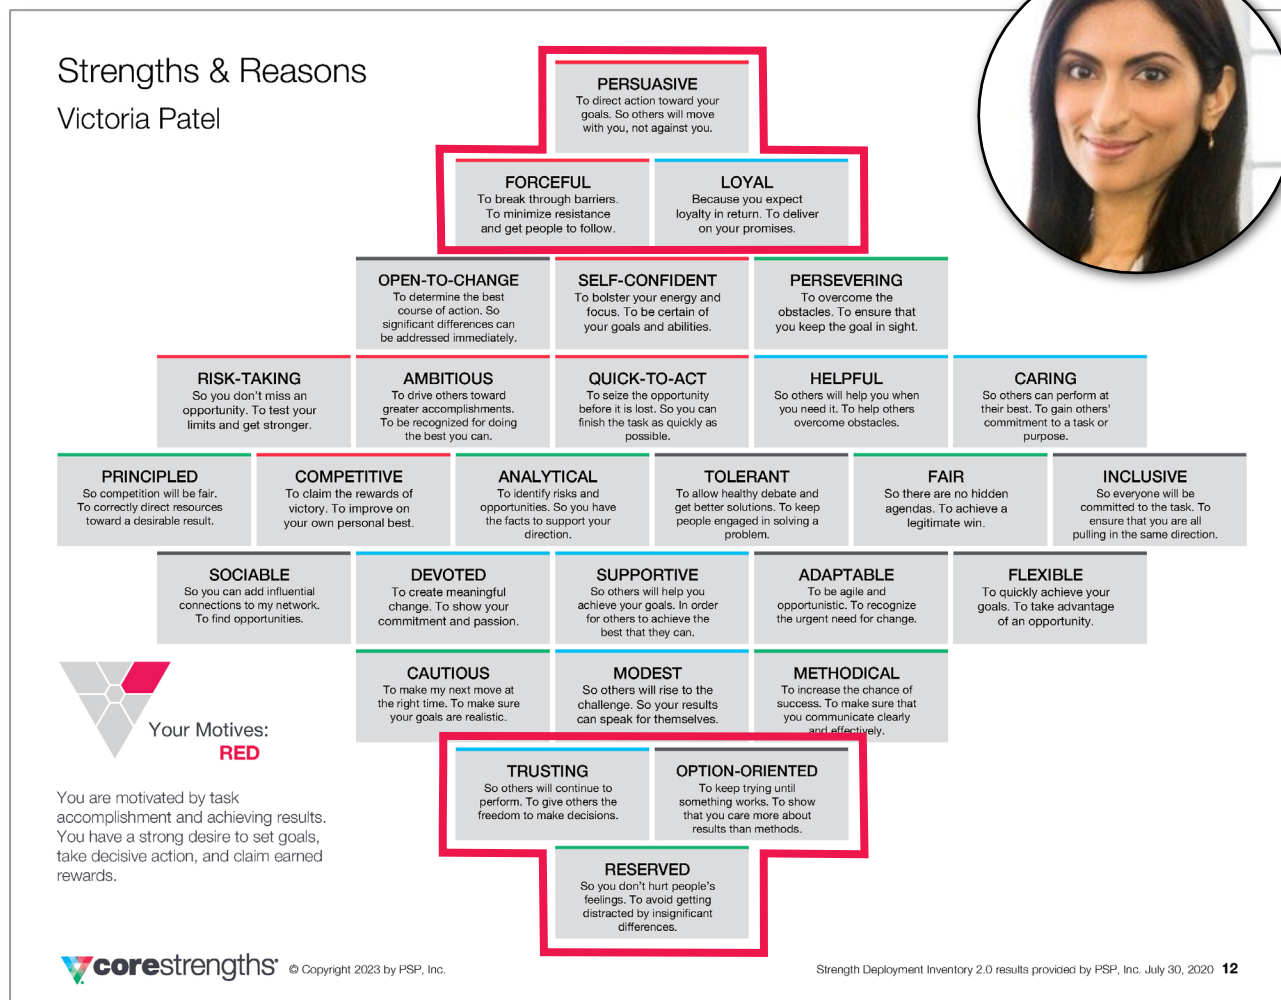 Strengths & Reasons
Victoria Patel
PERSUASIVE
To direct action toward your
goals. So others will move
with you, not against you.
FORCEFUL
To break through barriers.
To minimize resistance
and get people to follow.
LOYAL
Because you expect
loyalty in return. To deliver
on your promises.
OPEN-TO-CHANGE
To determine the best
course of action. So
significant differences can
be addressed immediately.
SELF-CONFIDENT
To bolster your energy and
focus. To be certain of
your goals and abilities.
PERSEVERING
To overcome the
obstacles. To ensure that
you keep the goal in sight.
RISK-TAKING
So you don't miss an
opportunity. To test your
limits and get stronger.
AMBITIOUS
To drive others toward
greater accomplishments.
To be recognized for doing
the best you can.
QUICK-TO-ACT
To seize the opportunity
before it is lost. So you can
finish the task as quickly as
possible.
HELPFUL
So others will help you when
you need it. To help others
overcome obstacles.
CARING
So others can perform at
their best. To gain others'
commitment to a task or
purpose.
PRINCIPLED
So competition will be fair.
To correctly direct resources
toward a desirable result.
COMPETITIVE
To claim the rewards of
victory. To improve on
your own personal best.
ANALYTICAL
To identify risks and
opportunities. So you have
the facts to support your
direction.
TOLERANT
To allow healthy debate and
get better solutions. To keep
people engaged in solving a
problem.
FAIR
So there are no hidden
agendas. To achieve a
legitimate win.
INCLUSIVE
So everyone will be
committed to the task. To
ensure that you are all
pulling in the same direction.
SOCIABLE
So you can add influential
connections to my network.
To find opportunities.
DEVOTED
To create meaningful
change. To show your
commitment and passion.
SUPPORTIVE
So others will help you
achieve your goals. In order
for others to achieve the
best that they can.
ADAPTABLE
To be agile and
opportunistic. To recognize
the urgent need for change.
FLEXIBLE
To quickly achieve your
goals. To take advantage
of an opportunity.
CAUTIOUS
To make my next move at
the right time. To make sure
your goals are realistic.
MODEST
So others will rise to the
challenge. So your results
can speak for themselves.
METHODICAL
To increase the chance of
success. To make sure that
you communicate clearly
and effectively.
TRUSTING
So others will continue to
perform. To give others the
freedom to make decisions.
OPTION-ORIENTED
To keep trying until
something works. To show
that you care more about
results than methods.
RESERVED
So you don't hurt people's
feelings. To avoid getting
distracted by insignificant
differences.
Your Motives:
RED
You are motivated by task
accomplishment and achieving results.
You have a strong desire to set goals,
take decisive action, and claim earned
rewards.
corestrengths © Copyright 2023 by PSP, Inc.
Strength Deployment Inventory 2.0 results provided by PSP, Inc. July 30, 2020 12